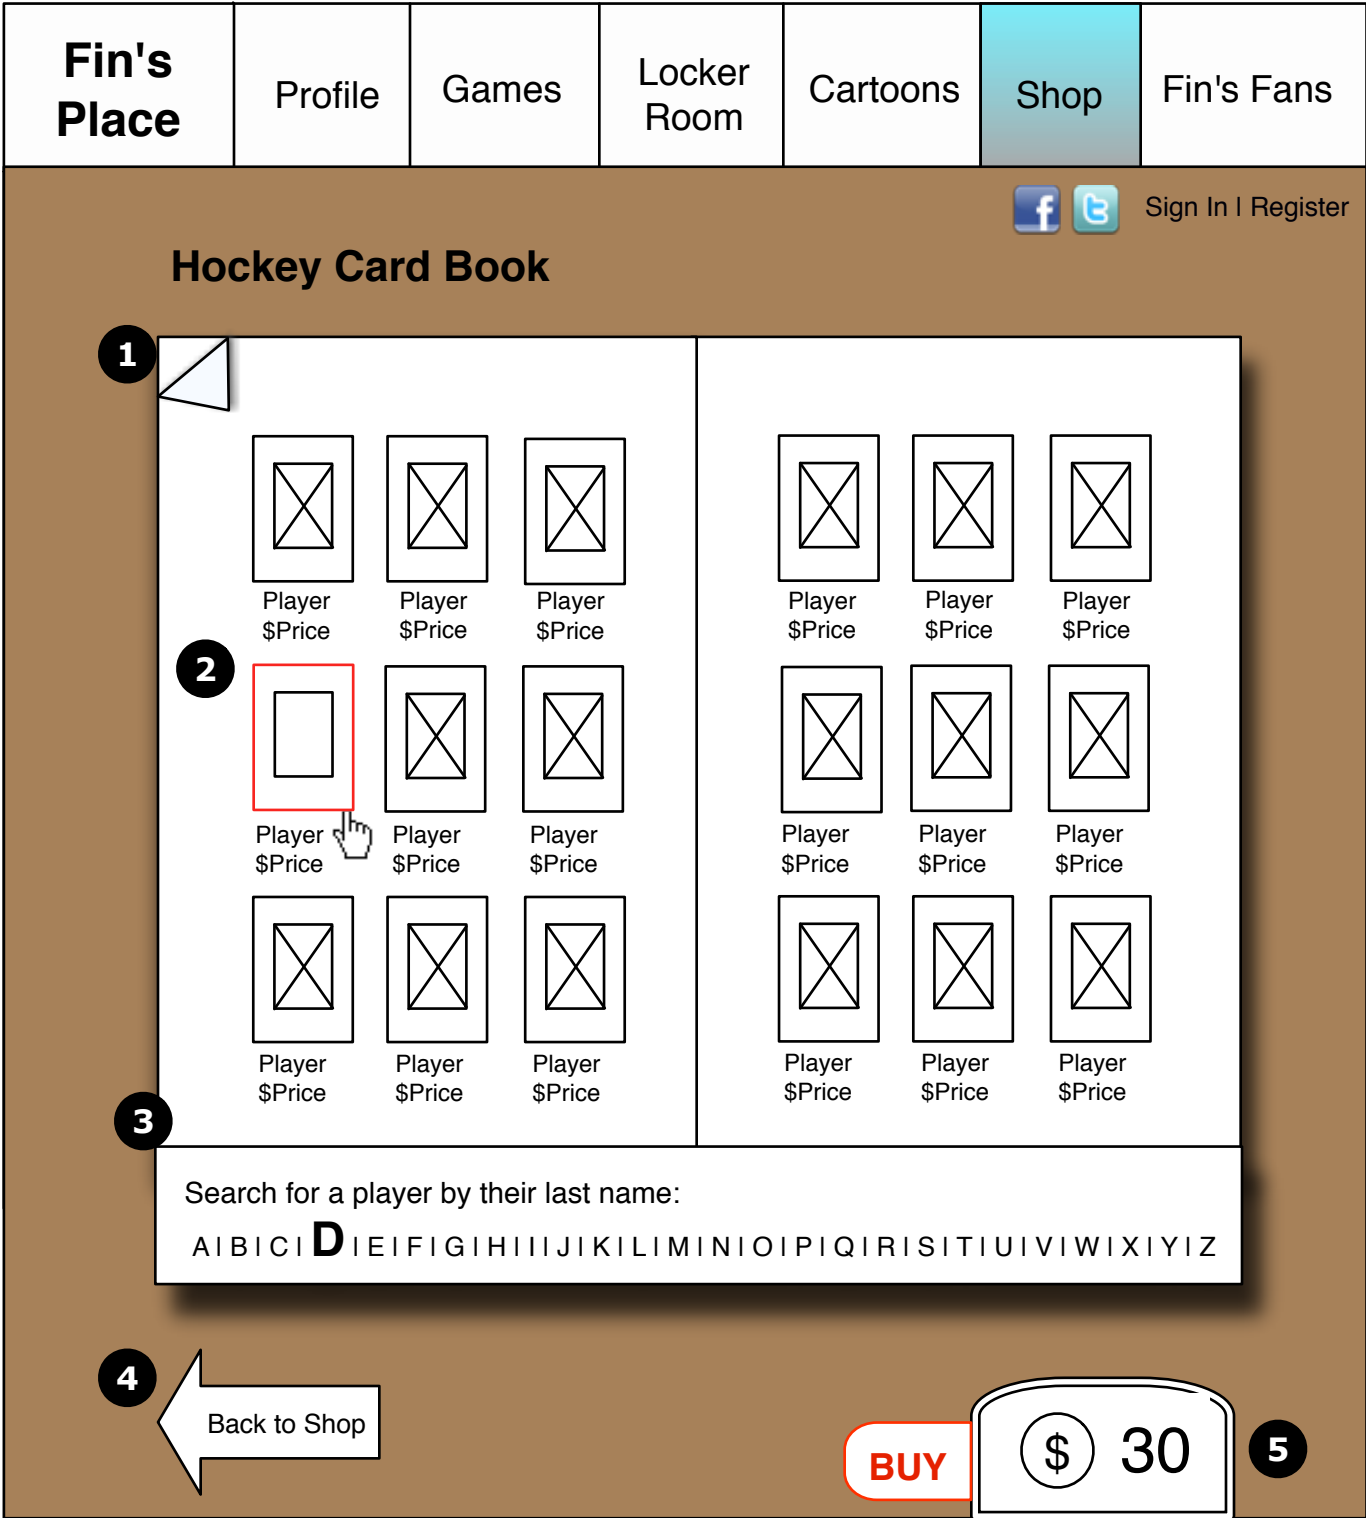 Fin's
Place
Profile
Games
Locker
Room
Cartoons
Shop
Fin's Fans
f t Sign In | Register
Hockey Card Book
1
Player Player Player Player Player Player
$Price $Price $Price $Price $Price $Price
2
Player Player Player Player Player Player
$Price $Price $Price $Price $Price $Price
Player Player Player Player Player Player
$Price $Price $Price $Price $Price $Price
3
Search for a player by their last name:
A | B | C | D | E | F | G | H | I | J | K | L | M | N | O | P | Q | R | S | T | U | V | W | X | Y | Z
4
Back to Shop
BUY
$ 30
5